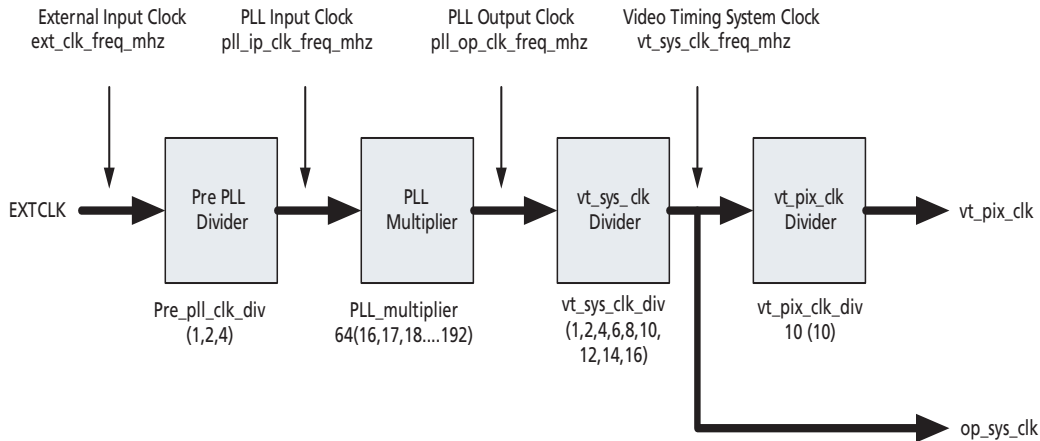 External Input Clock
ext_clk_freq_mhz
PLL Input Clock
pll_ip_clk_freq_mhz
PLL Output Clock
pll_op_clk_freq_mhz
Video Timing System Clock
vt_sys_clk_freq_mhz
EXTCLK
Pre PLL
Divider
PLL
Multiplier
vt_sys_ clk
Divider
vt_pix_clk
Divider
vt_pix_clk
Pre_pll_clk_div
(1,2,4)
PLL_multiplier
64(16,17,18....192)
vt_sys_clk_div
(1,2,4,6,8,10,
12,14,16)
vt_pix_clk_div
10 (10)
op_sys_clk